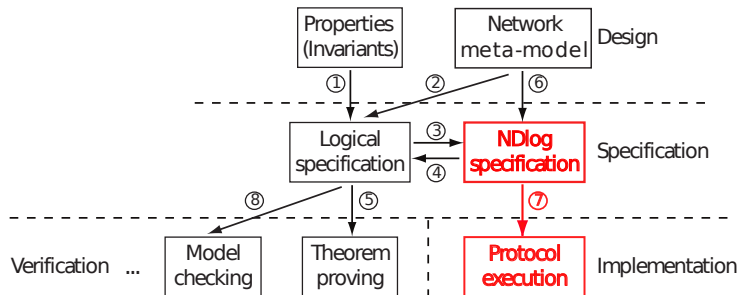 Properties
(Invariants)
Network
meta-model
Design
①
②
⑥
Logical
specification
③
④
NDlog
specification
Specification
⑧
⑤
⑦
Verification ...
Model
checking
Theorem
proving
Protocol
execution
Implementation